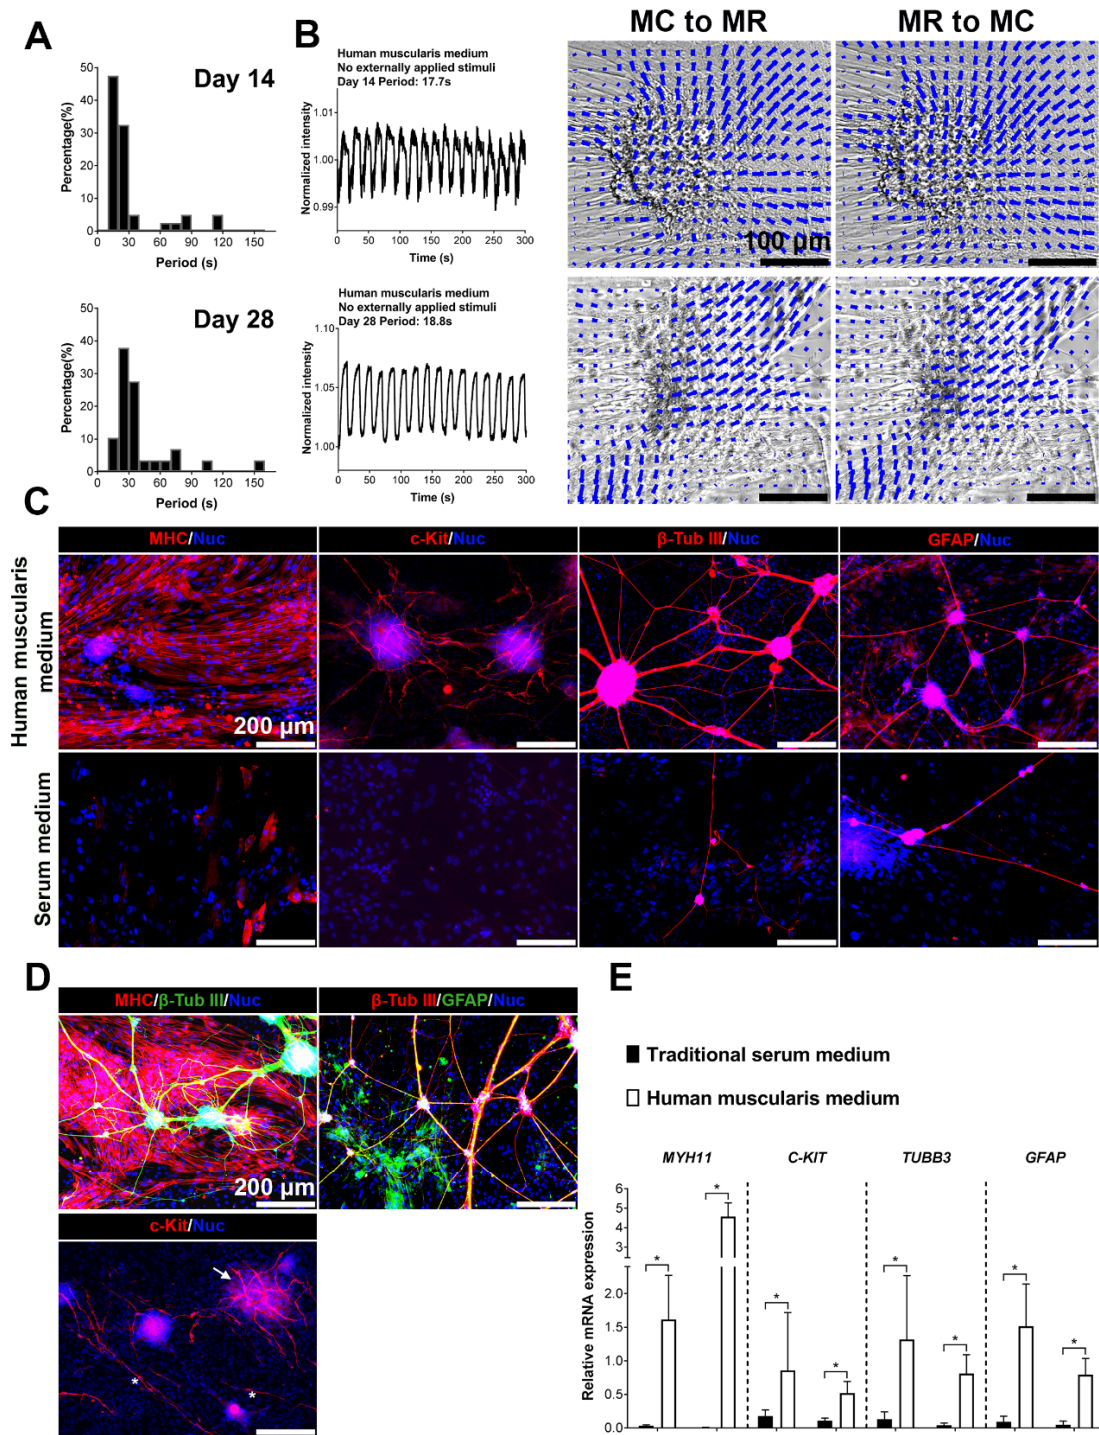 A
Day 14
Percentage(%)
50
40
30
20
10
0
0 30 60 90 120 150
Period (s)
B
Human muscularis medium
No externally applied stimuli
Day 14 Period: 17.7s
Normalized intensity
1.01
1.00
0.99
0 50 100 150 200 250 300
Time (s)
MC to MR
MR to MC
100 µm
Day 28
Percentage(%)
50
40
30
20
10
0
0 30 60 90 120 150
Period (s)
Human muscularis medium
No externally applied stimuli
Day 28 Period: 18.8s
Normalized intensity
1.10
1.05
1.00
0 50 100 150 200 250 300
Time (s)
C
MHC/Nuc
c-Kit/Nuc
β-Tub III/Nuc
GFAP/Nuc
Human muscularis
medium
200 µm
Serum medium
D
MHC/β-Tub III/Nuc
β-Tub III/GFAP/Nuc
200 µm
c-Kit/Nuc
*
*
E
Traditional serum medium
Human muscularis medium
MYH11
C-KIT
TUBB3
GFAP
Relative mRNA expression
6
5
4
3
2.0
1.5
1.0
0.5
0.0
* * * * * * * *